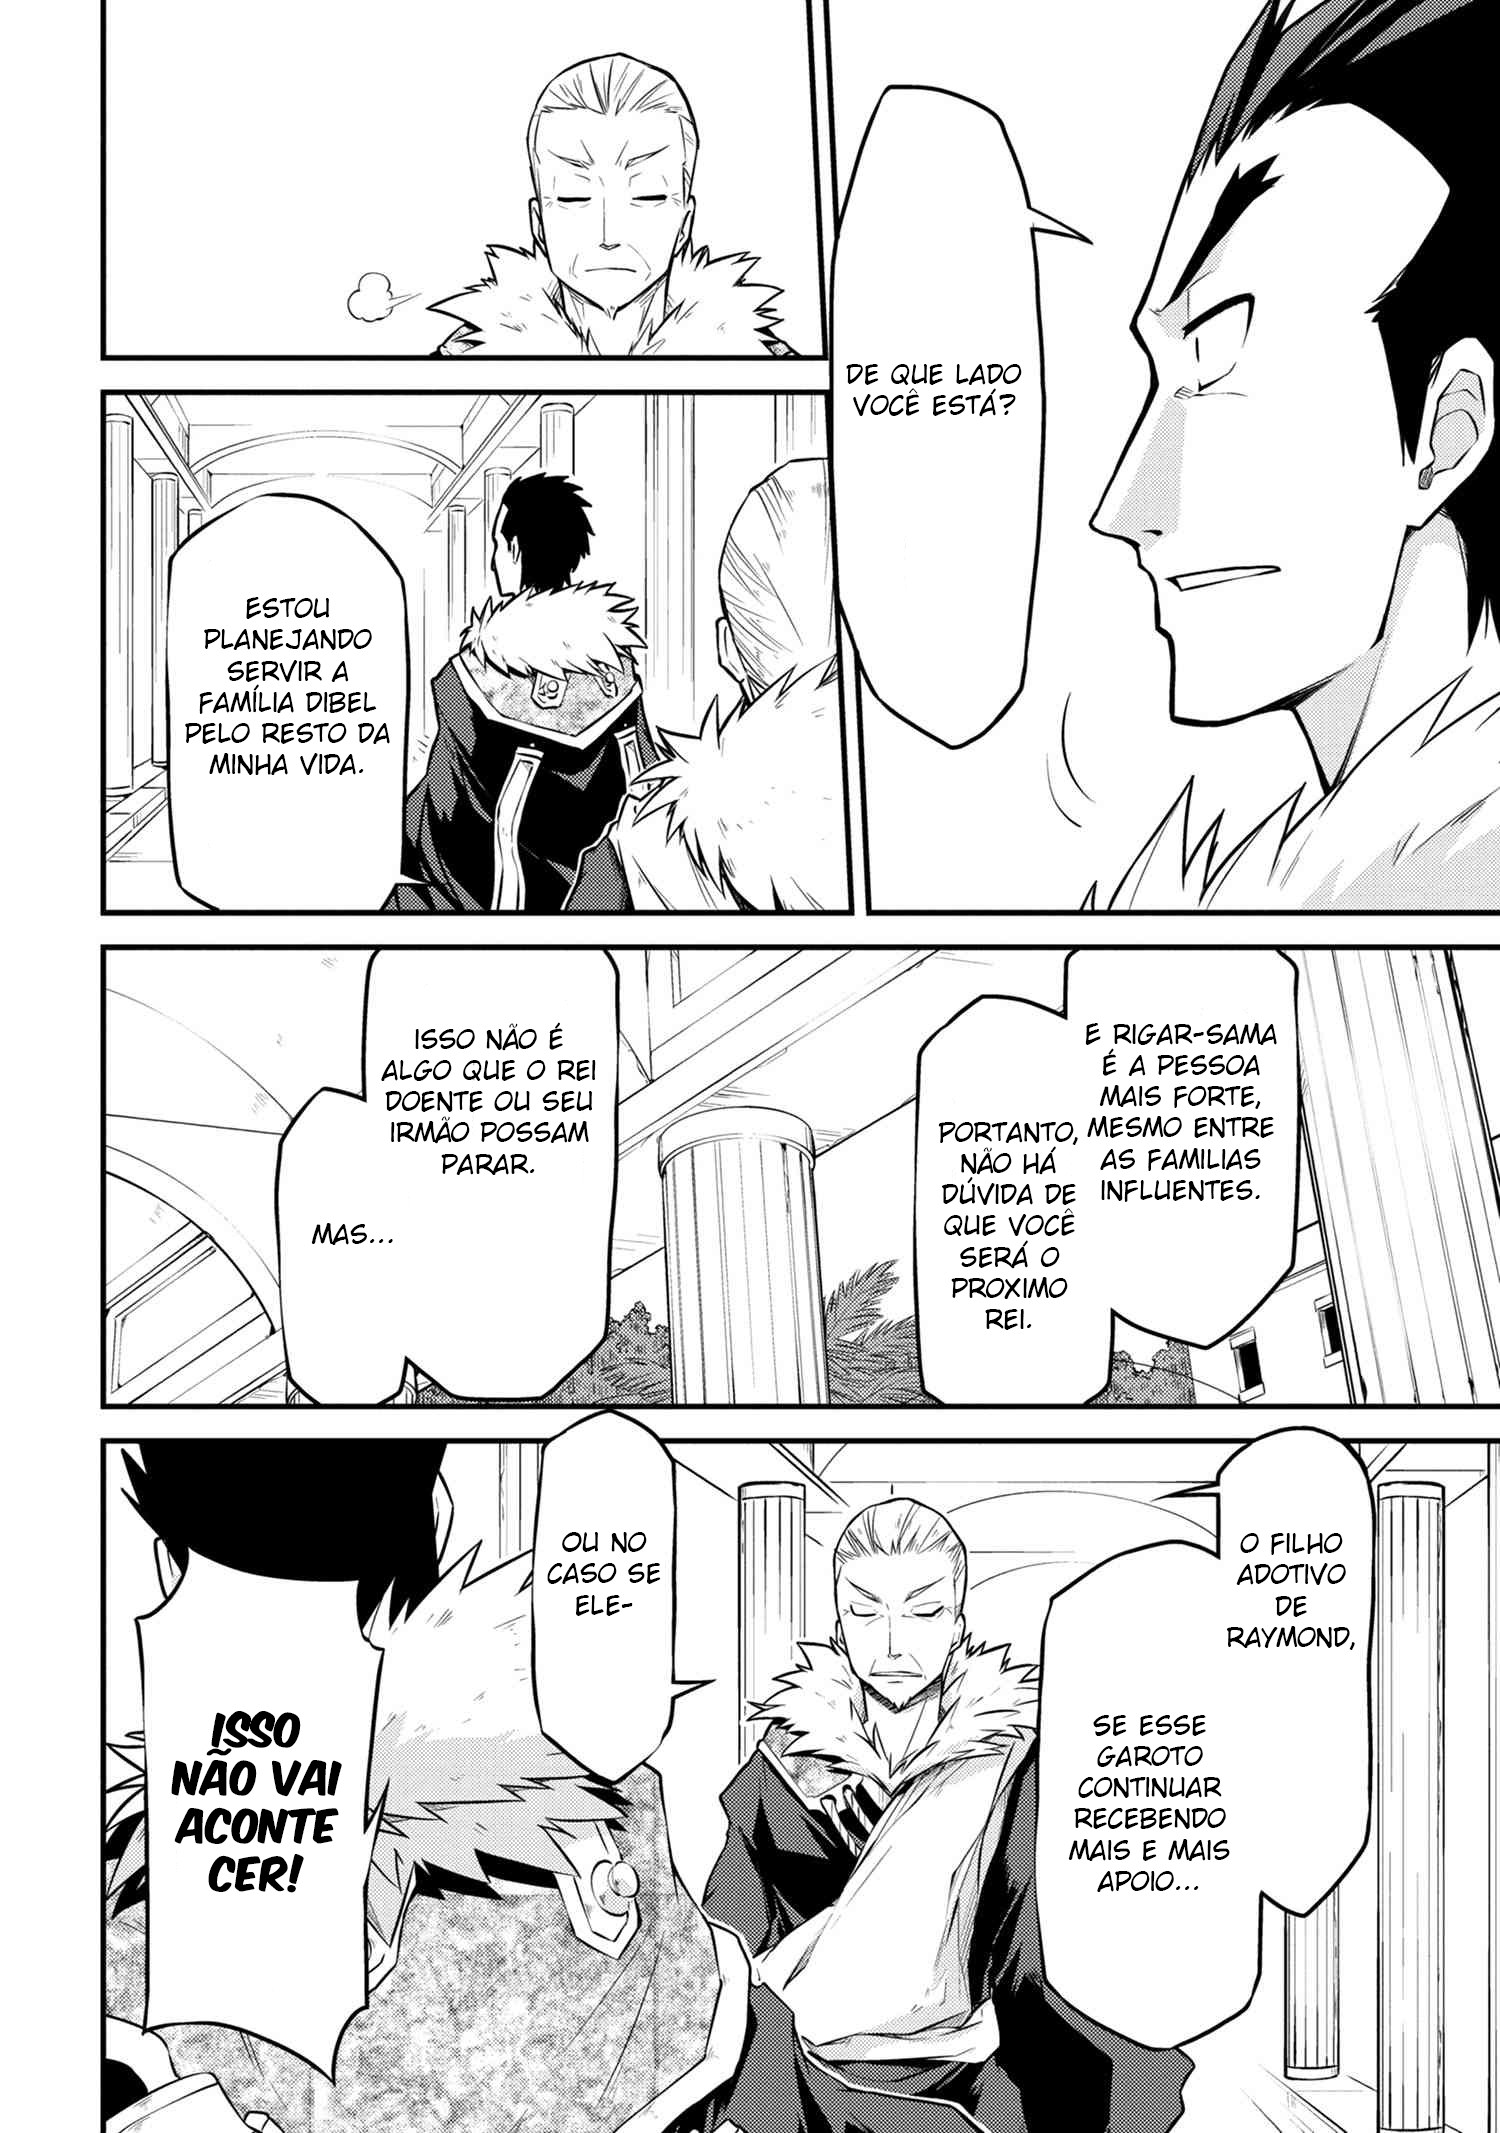 DE QUE LADO
VOCÊ ESTÁ?
ESTOU
PLANEJANDO
SERVIR A
FAMÍLIA DIBEL
PELO RESTO DA
MINHA VIDA.
E RIGAR-SAMA
É A PESSOA
MAIS FORTE,
MESMO ENTRE
AS FAMILIAS
INFLUENTES.
PORTANTO,
NÃO HÁ
DÚVIDA DE
QUE VOCÊ
SERÁ O
PROXIMO
REI.
ISSO NÃO É
ALGO QUE O REI
DOENTE OU SEU
IRMÃO POSSAM
PARAR.
MAS...
O FILHO
ADOTIVO
DE
RAYMOND,
SE ESSE
GAROTO
CONTINUAR
RECEBENDO
MAIS E MAIS
APOIO...
OU NO
CASO SE
ELE-
ISSO
NÃO VAI
ACONTE
CER!